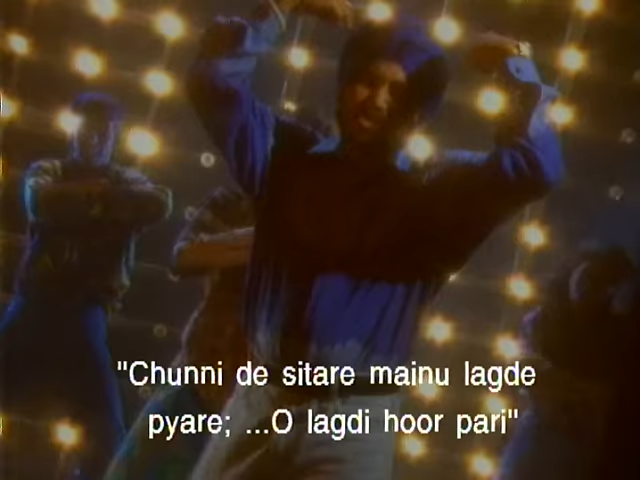 "Chunni de sitare mainu lagde
pyare; ...O lagdi hoor pari"